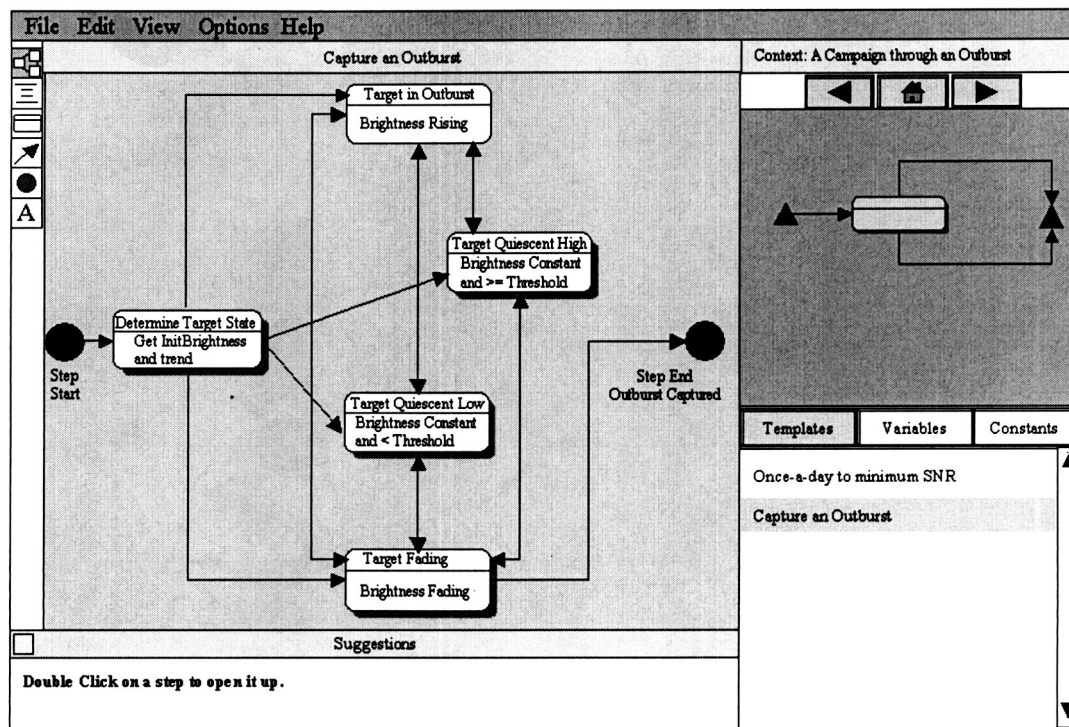 File Edit View Options Help
Capture an Outburst
Context: A Campaign through an Outburst
A
Target in Outburst
Brightness Rising
Target Quiescent High
Brightness Constant
and >= Threshold
Determine Target State
Get InitBrightness
and trend
Step
Start
Step End
Outburst Captured
Target Quiescent Low
Brightness Constant
and < Threshold
Target Fading
Brightness Fading
Templates Variables Constants
Once-a-day to minimum SNR
Capture an Outburst
Suggestions
Double Click on a step to open it up.